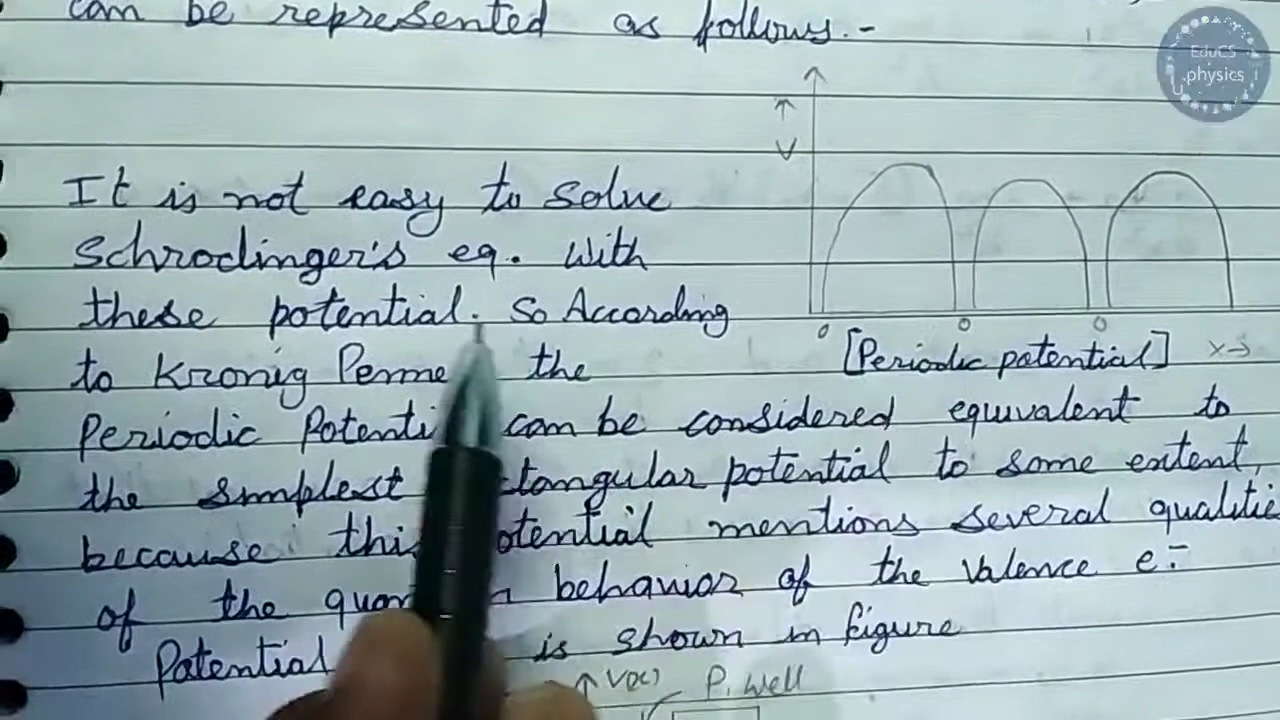 can be represented as follows.-
EduCS
physics
V
It is not easy to solve
Schrodinger's eq. With
these potential. So According
0 0 0
[Periodic potential] x→
to Kronig Penne the
Periodic Potenti can be considered equivalent to
the simplest ctangular potential to some extent,
because this otential mentions several qualitie
of the quan behavior of the Valence e-
Potential is shown in figure
V(x) P. Well